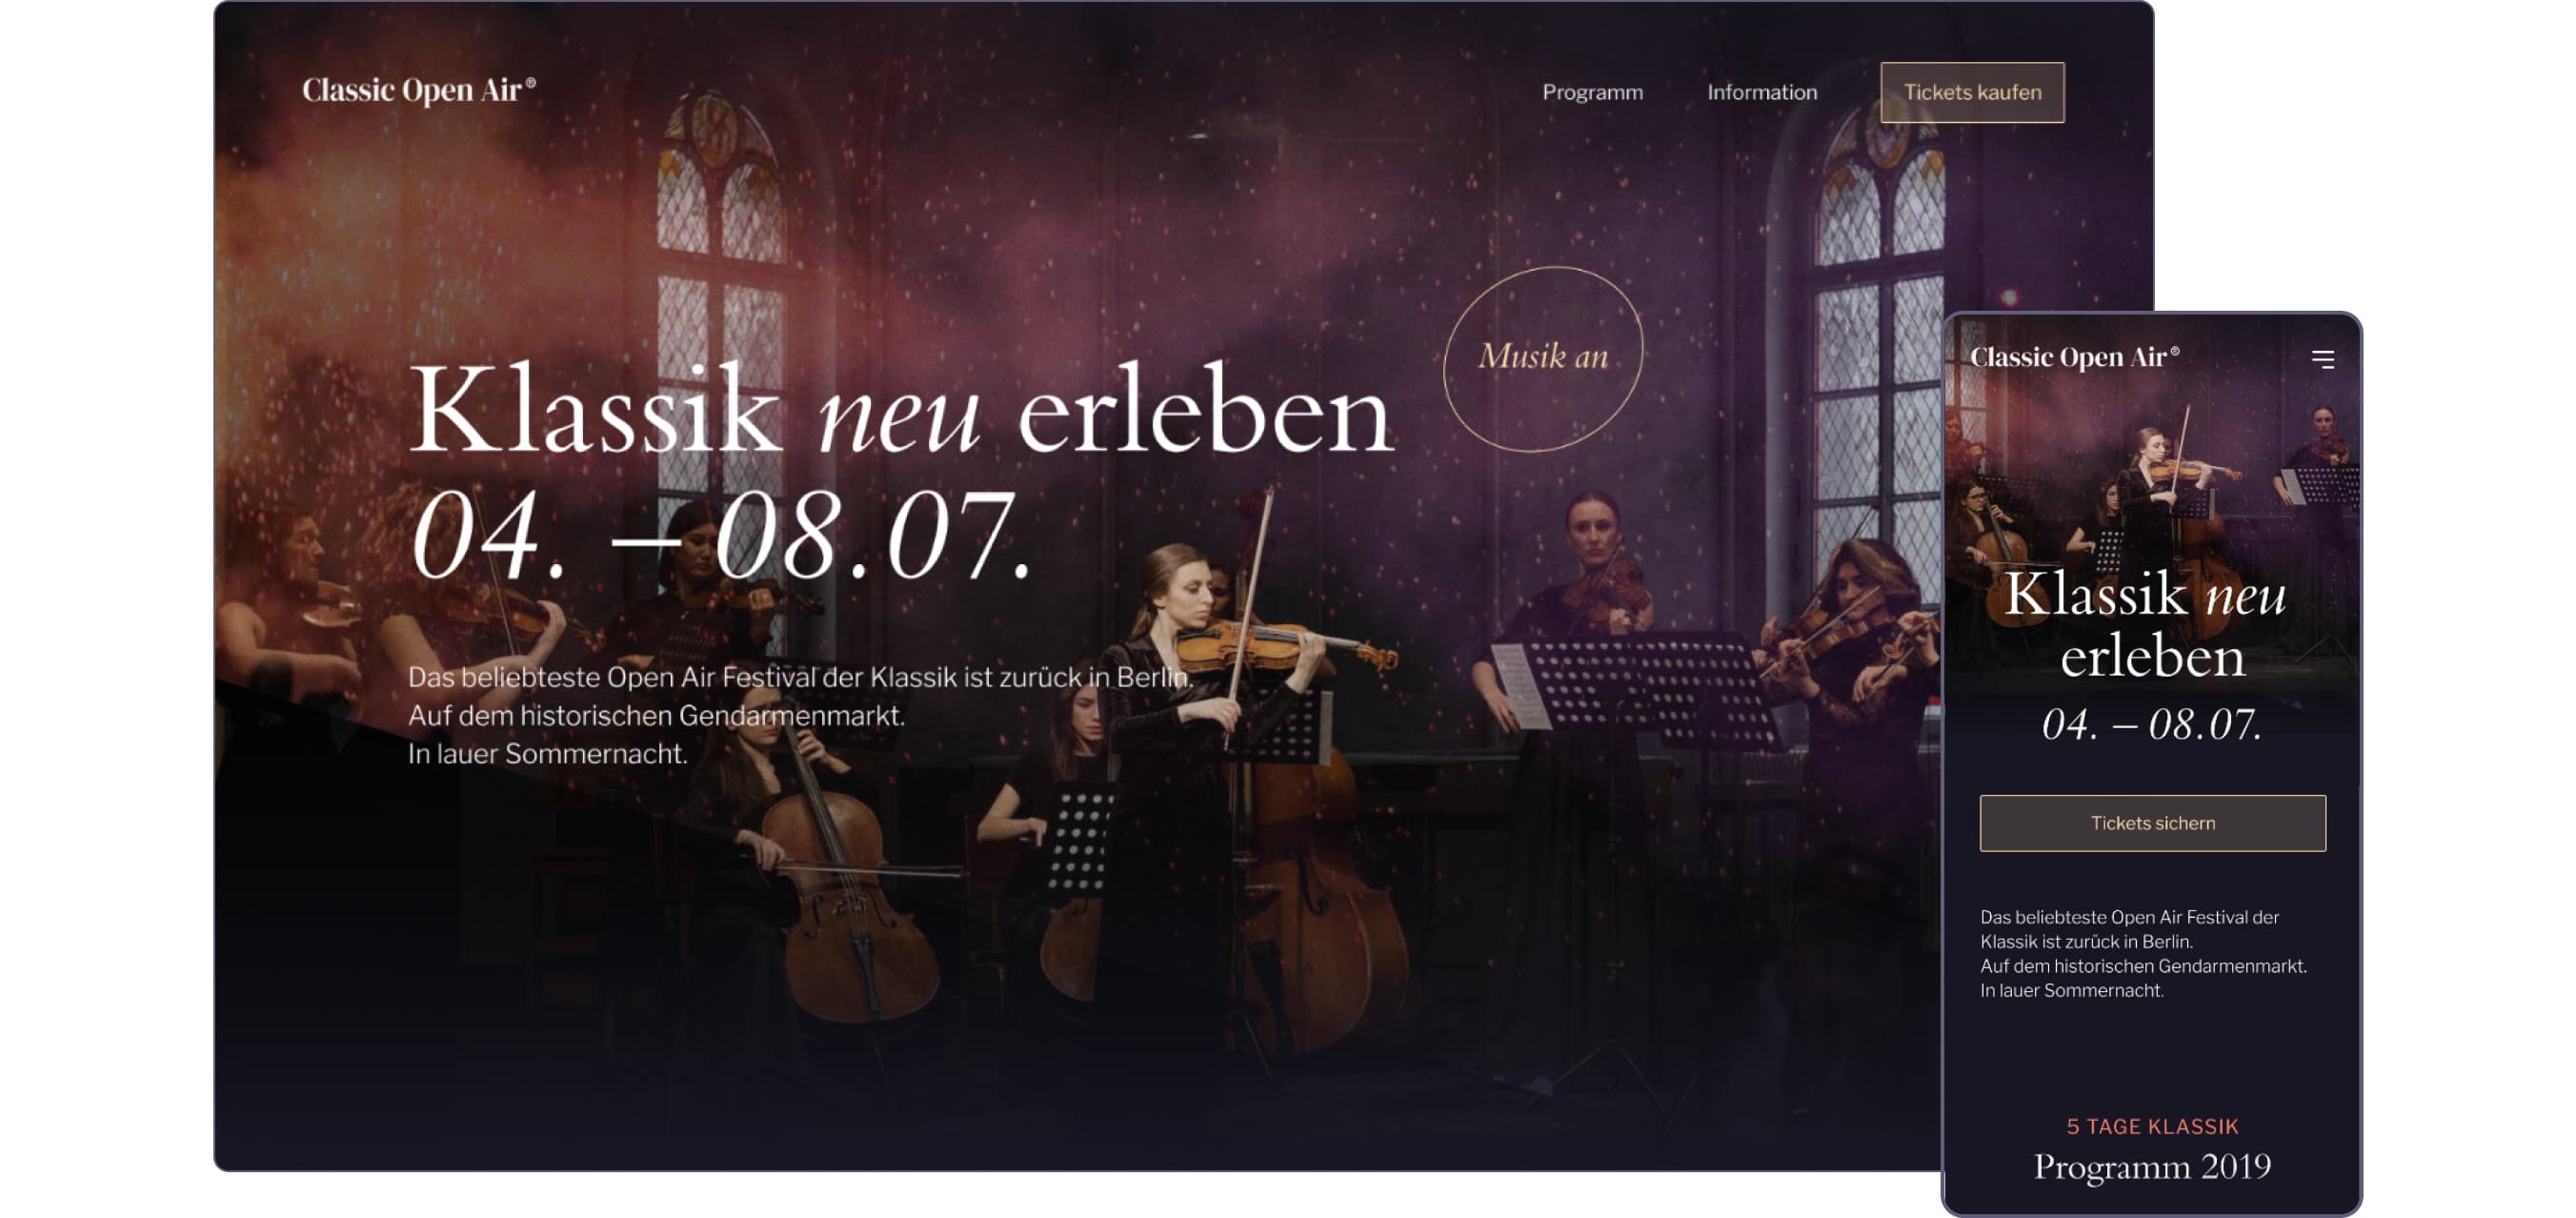 Classic Open Air®
Programm
Information
Tickets kaufen
Musik an
Klassik neu erleben
04. – 08.07.
Das beliebteste Open Air Festival der Klassik ist zurück in Berlin.
Auf dem historischen Gendarmenmarkt.
In lauer Sommernacht.
Classic Open Air®
Klassik neu
erleben
04. – 08.07.
Tickets sichern
Das beliebteste Open Air Festival der
Klassik ist zurück in Berlin.
Auf dem historischen Gendarmenmarkt.
In lauer Sommernacht.
5 TAGE KLASSIK
Programm 2019